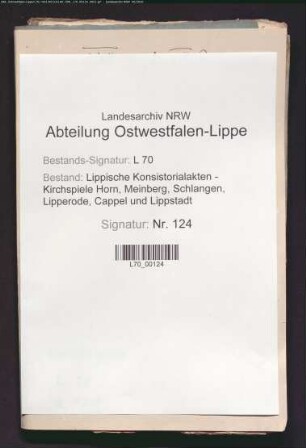 Landesarchiv NRW
Abteilung Ostwestfalen-Lippe
Bestands-Signatur: L 70
Bestand: Lippische Konsistorialakten -
Kirchspiele Horn, Meinberg, Schlangen,
Lipperode, Cappel und Lippstadt
Signatur: Nr. 124
L70_00124